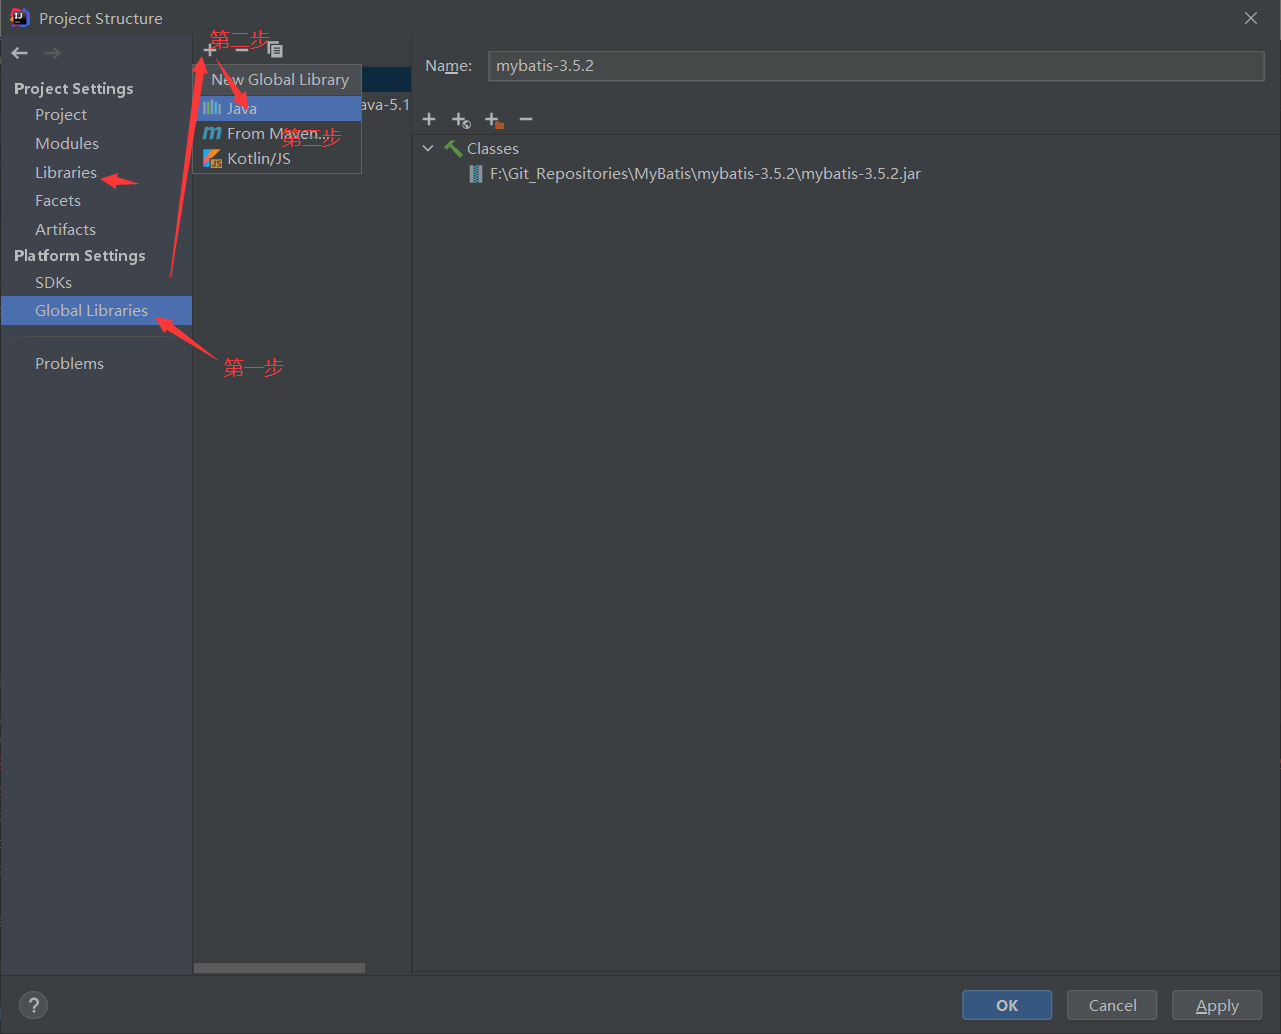 Project Structure
Project Settings
Project
Modules
Libraries
Facets
Artifacts
Platform Settings
SDKs
Global Libraries
Problems
第一步
第二步
New Global Library
Java
From Maven...
第三步
Kotlin/JS
ava-5.1
Name: mybatis-3.5.2
Classes
F:\Git_Repositories\MyBatis\mybatis-3.5.2\mybatis-3.5.2.jar
?
OK
Cancel
Apply